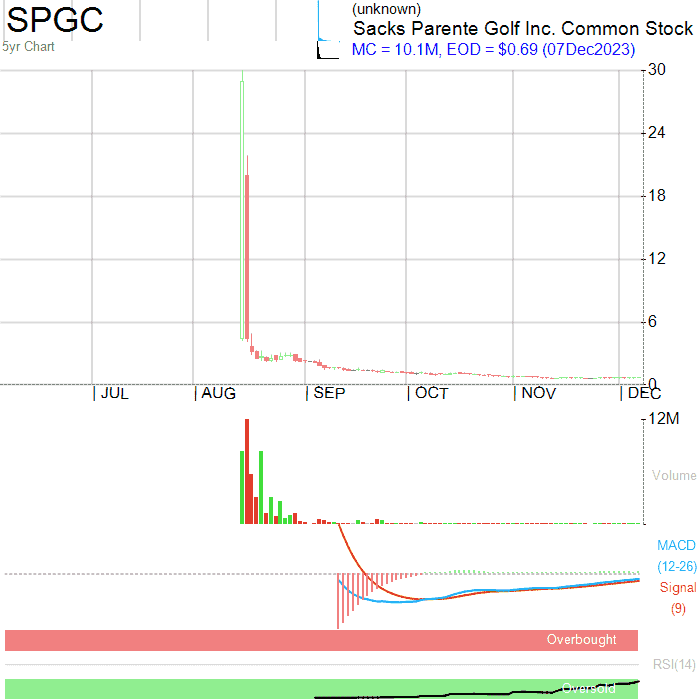 SPGC
5yr Chart
(unknown)
Sacks Parente Golf Inc. Common Stock
MC = 10.1M, EOD = $0.69 (07Dec2023)
30
24
18
12
6
0
| JUL
| AUG
| SEP
| OCT
| NOV
| DEC
12M
Volume
MACD
(12-26)
Signal
(9)
Overbought
RSI(14)
Oversold